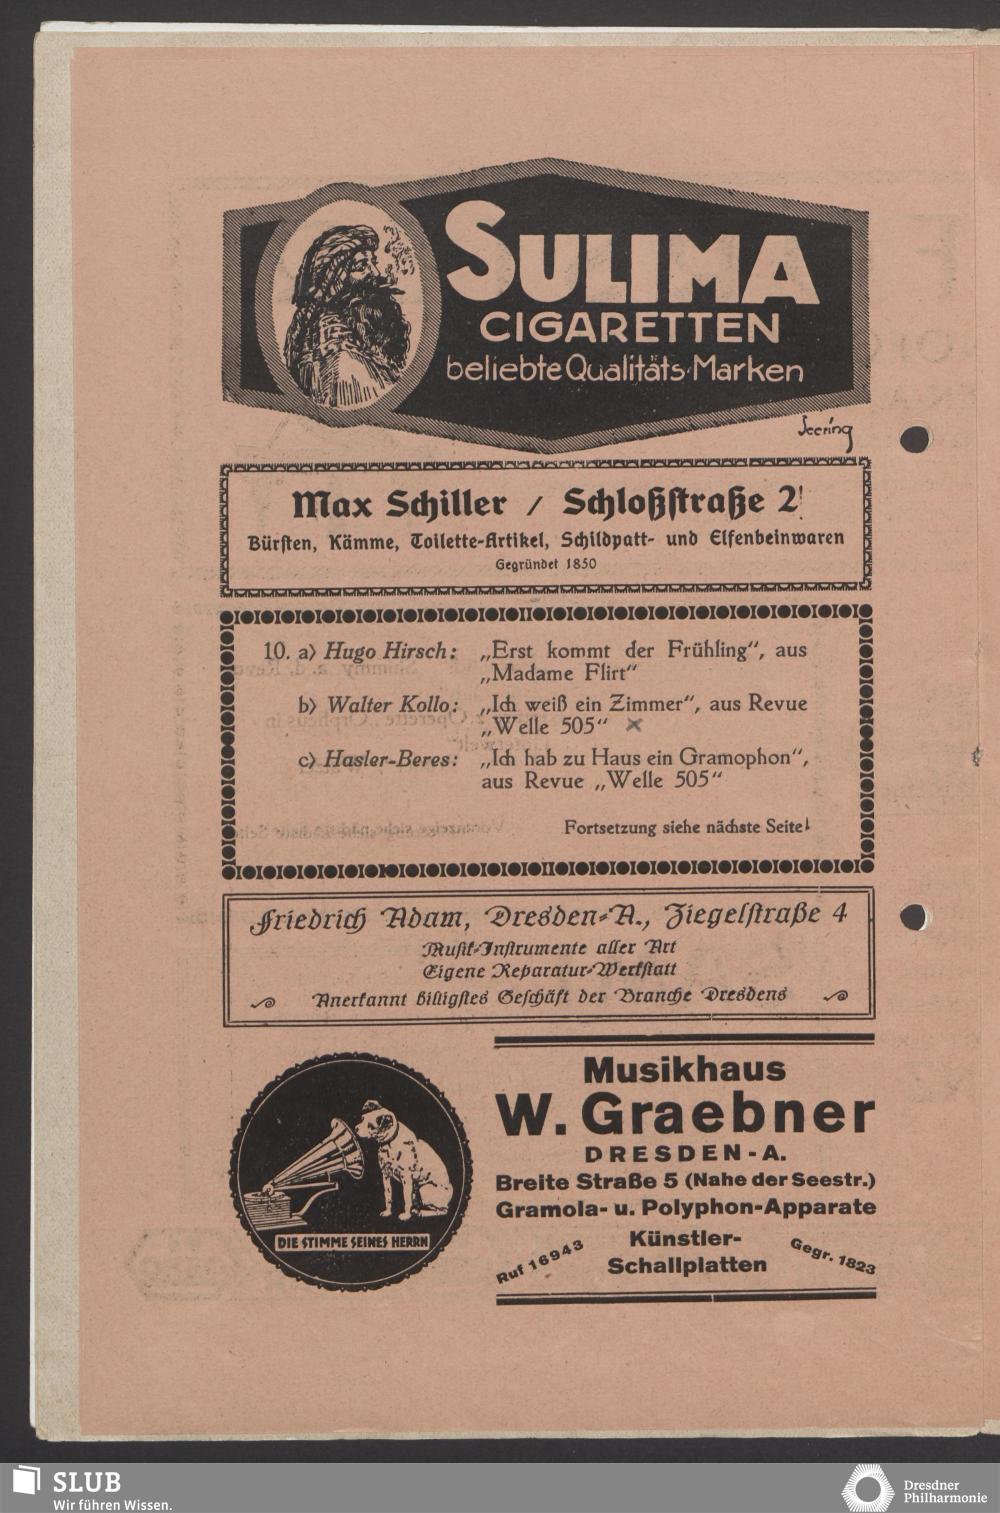 SULIMA
CIGARETTEN
beliebte Qualitäts-Marken
Seering
Max Schiller / Schloßstraße 2
Bürsten, Kämme, Toilette-Artikel, Schildpatt- und Elfenbeinwaren
Gegründet 1850
10. a) Hugo Hirsch: „Erst kommt der Frühling“, aus
„Madame Flirt“
b) Walter Kollo: „Ich weiß ein Zimmer“, aus Revue
„Welle 505“ ×
c) Hasler-Beres: „Ich hab zu Haus ein Gramophon“,
aus Revue „Welle 505“
Fortsetzung siehe nächste Seite!
Friedrich Adam, Dresden-A., Ziegelstraße 4
Musik-Instrumente aller Art
Eigene Reparatur-Werkstatt
Anerkannt billigstes Geschäft der Branche Dresdens
DIE STIMME SEINES HERRN
Musikhaus
W. Graebner
DRESDEN-A.
Breite Straße 5 (Nahe der Seestr.)
Gramola- u. Polyphon-Apparate
Ruf 16943
Künstler-
Schallplatten
Gegr. 1823
SLUB
Wir führen Wissen.
Dresdner
Philharmonie